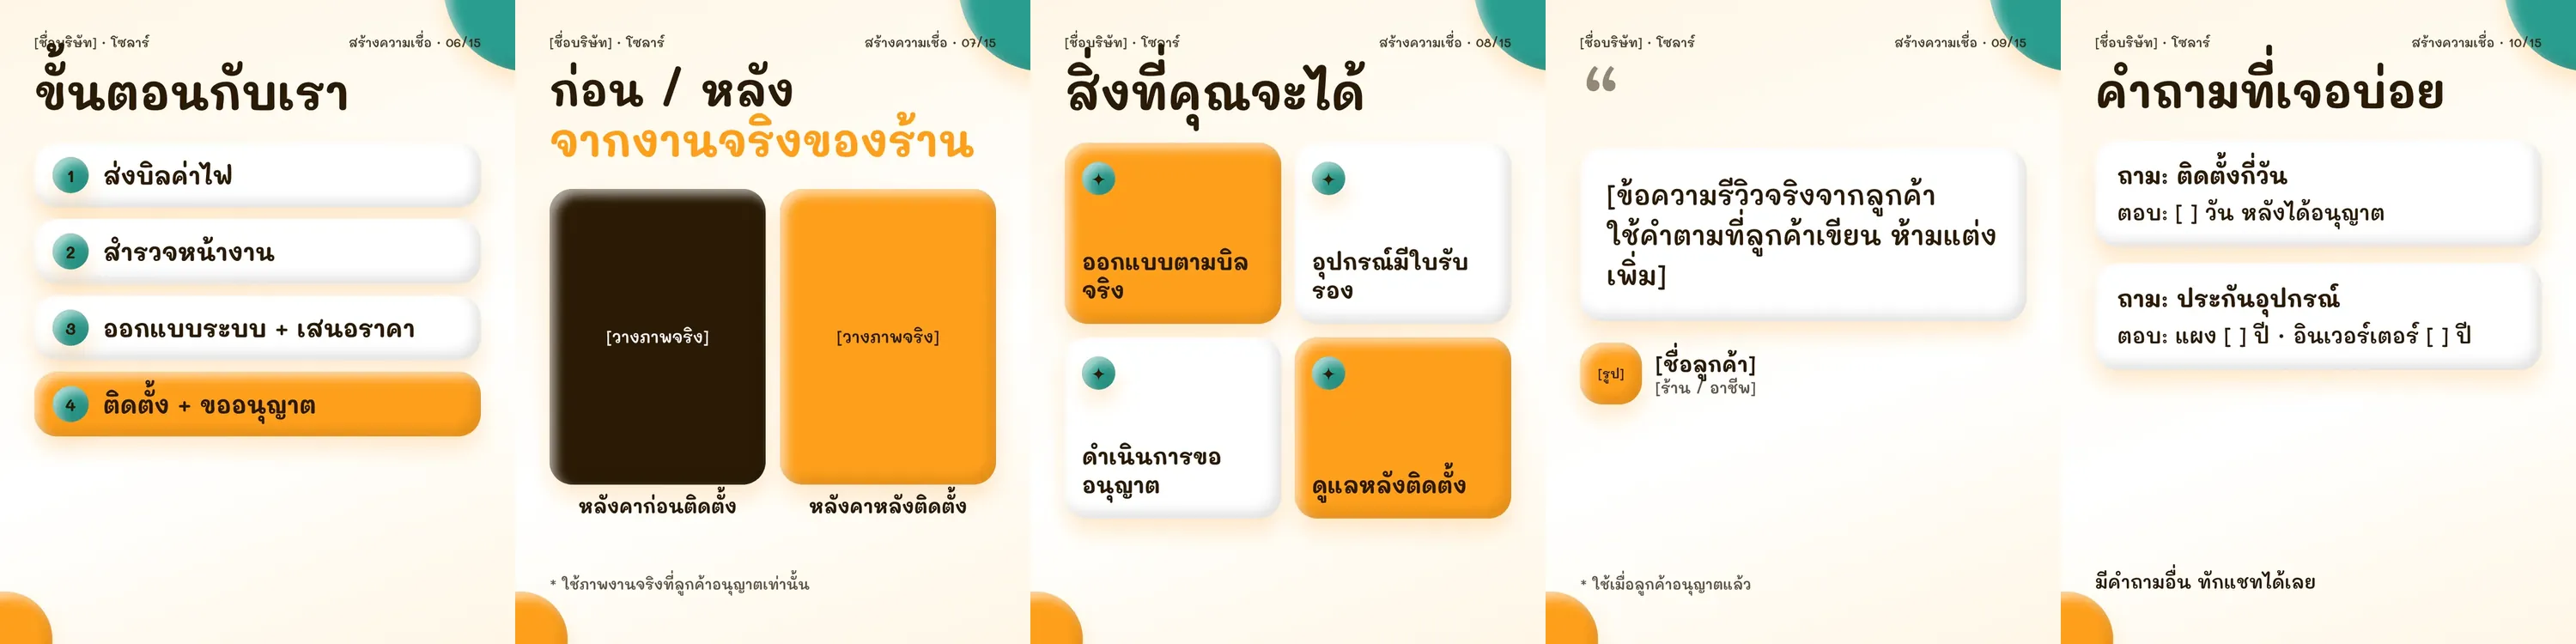 [ชื่อบริษัท] · โซลาร์
สร้างความเชื่อ · 06/15
ขั้นตอนกับเรา
1 ส่งบิลค่าไฟ
2 สำรวจหน้างาน
3 ออกแบบระบบ + เสนอราคา
4 ติดตั้ง + ขออนุญาต
[ชื่อบริษัท] · โซลาร์
สร้างความเชื่อ · 07/15
ก่อน / หลัง
จากงานจริงของร้าน
[วางภาพจริง]
[วางภาพจริง]
หลังคาก่อนติดตั้ง
หลังคาหลังติดตั้ง
* ใช้ภาพงานจริงที่ลูกค้าอนุญาตเท่านั้น
[ชื่อบริษัท] · โซลาร์
สร้างความเชื่อ · 08/15
สิ่งที่คุณจะได้
ออกแบบตามบิล
จริง
อุปกรณ์มีใบรับ
รอง
ดำเนินการขอ
อนุญาต
ดูแลหลังติดตั้ง
[ชื่อบริษัท] · โซลาร์
สร้างความเชื่อ · 09/15
“
[ข้อความรีวิวจริงจากลูกค้า
ใช้คำตามที่ลูกค้าเขียน ห้ามแต่ง
เพิ่ม]
[รูป]
[ชื่อลูกค้า]
[ร้าน / อาชีพ]
* ใช้เมื่อลูกค้าอนุญาตแล้ว
[ชื่อบริษัท] · โซลาร์
สร้างความเชื่อ · 10/15
คำถามที่เจอบ่อย
ถาม: ติดตั้งกี่วัน
ตอบ: [ ] วัน หลังได้อนุญาต
ถาม: ประกันอุปกรณ์
ตอบ: แผง [ ] ปี · อินเวอร์เตอร์ [ ] ปี
มีคำถามอื่น ทักแชทได้เลย